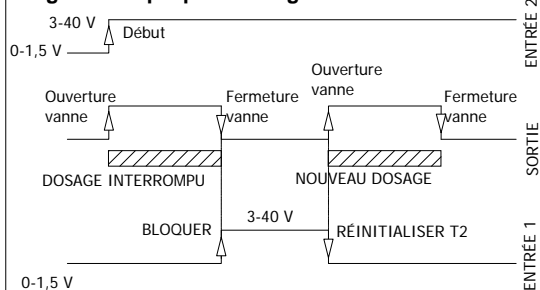 3-40 V
Début
0-1,5 V
ENTRÉE 2
Ouverture
vanne
Fermeture
vanne
Ouverture
vanne
Fermeture
vanne
SORTIE
DOSAGE INTERROMPU
NOUVEAU DOSAGE
BLOQUER
3-40 V
RÉINITIALISER T2
ENTRÉE 1
0-1,5 V